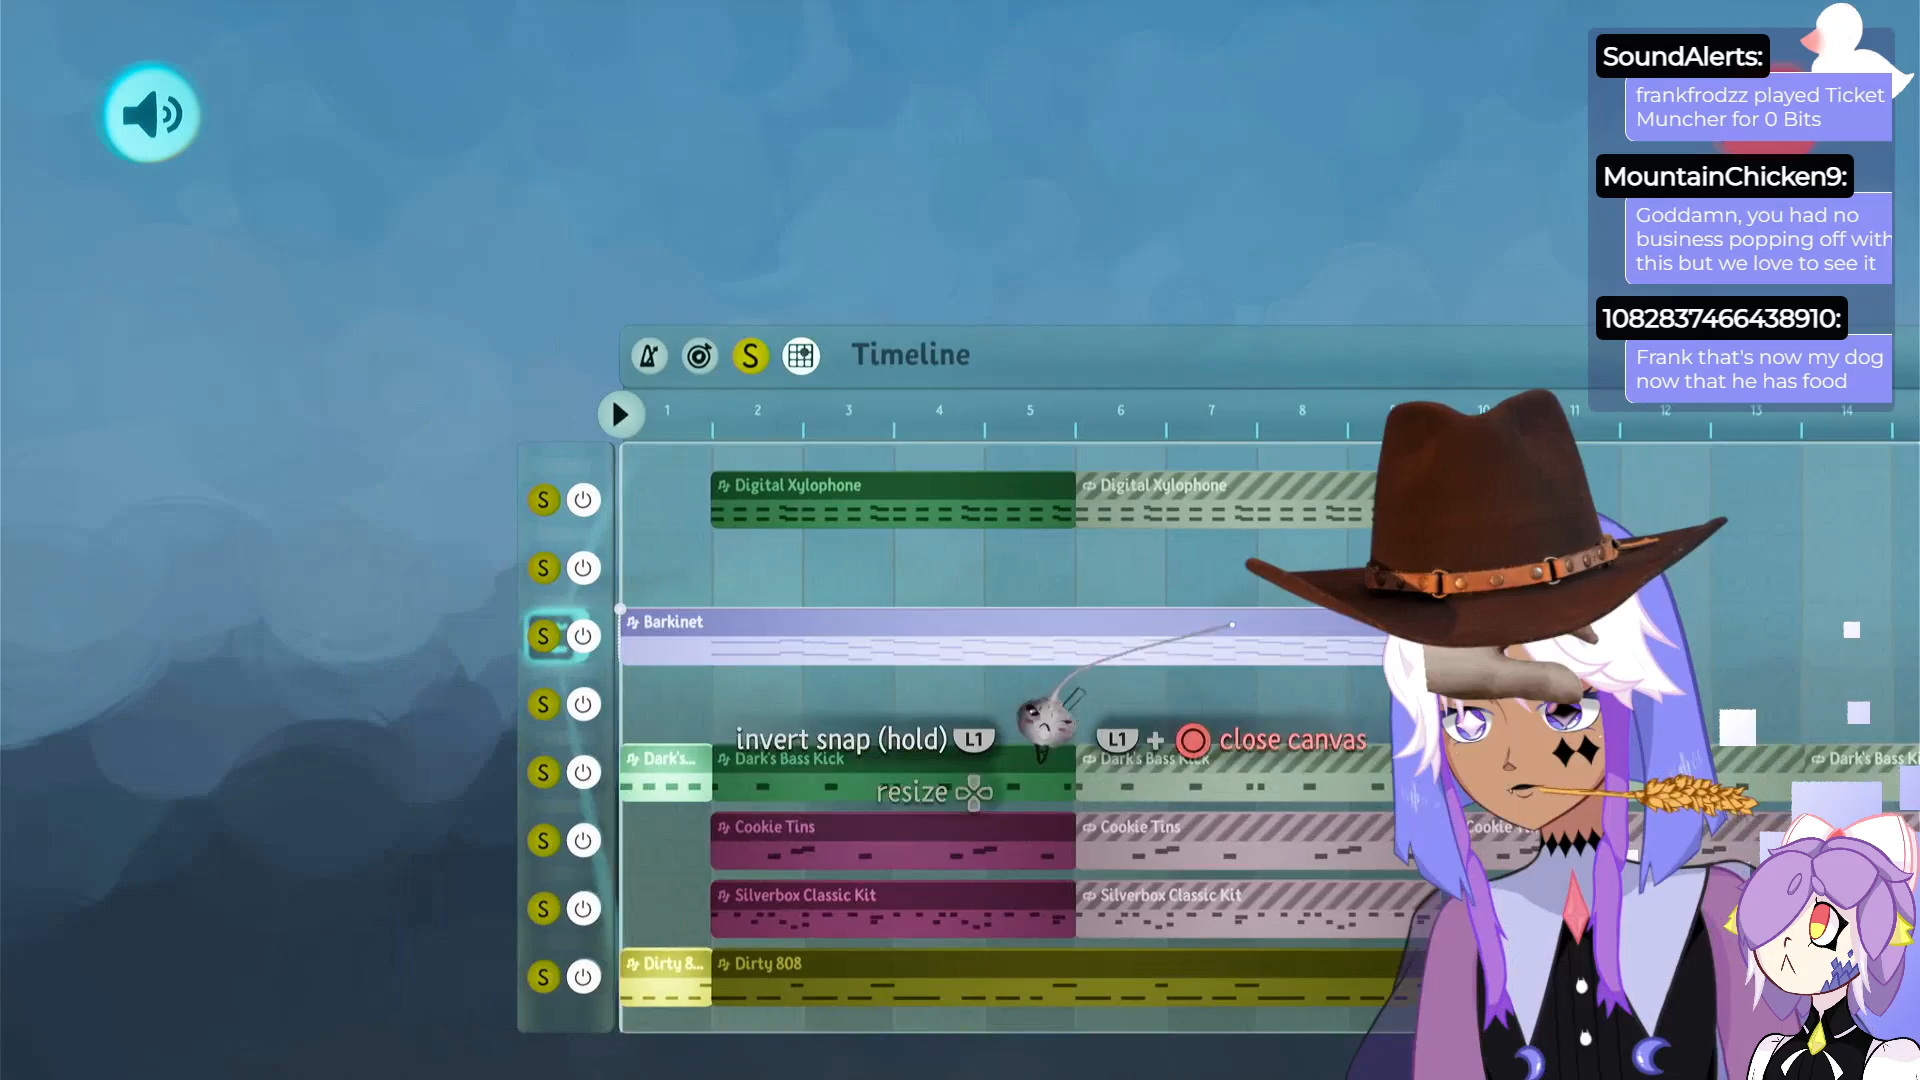 SoundAlerts:
frankfrodzz played Ticket
Muncher for 0 Bits
MountainChicken9:
Goddamn, you had no
business popping off with
this but we love to see it
1082837466438910:
Frank that's now my dog
now that he has food
S
Timeline
1 2 3 4 5 6 7 8 10 11 12 13 14
S
Digital Xylophone
Digital Xylophone
S
S
Barkinet
S
invert snap (hold) L1
L1 + close canvas
S
Dark's...
Dark's Bass Kick
Dark's Bass Kick
Dark's Bass Ki
resize
S
Cookie Tins
Cookie Tins
Cookie
S
Silverbox Classic Kit
Silverbox Classic Kit
S
Dirty 8...
Dirty 808